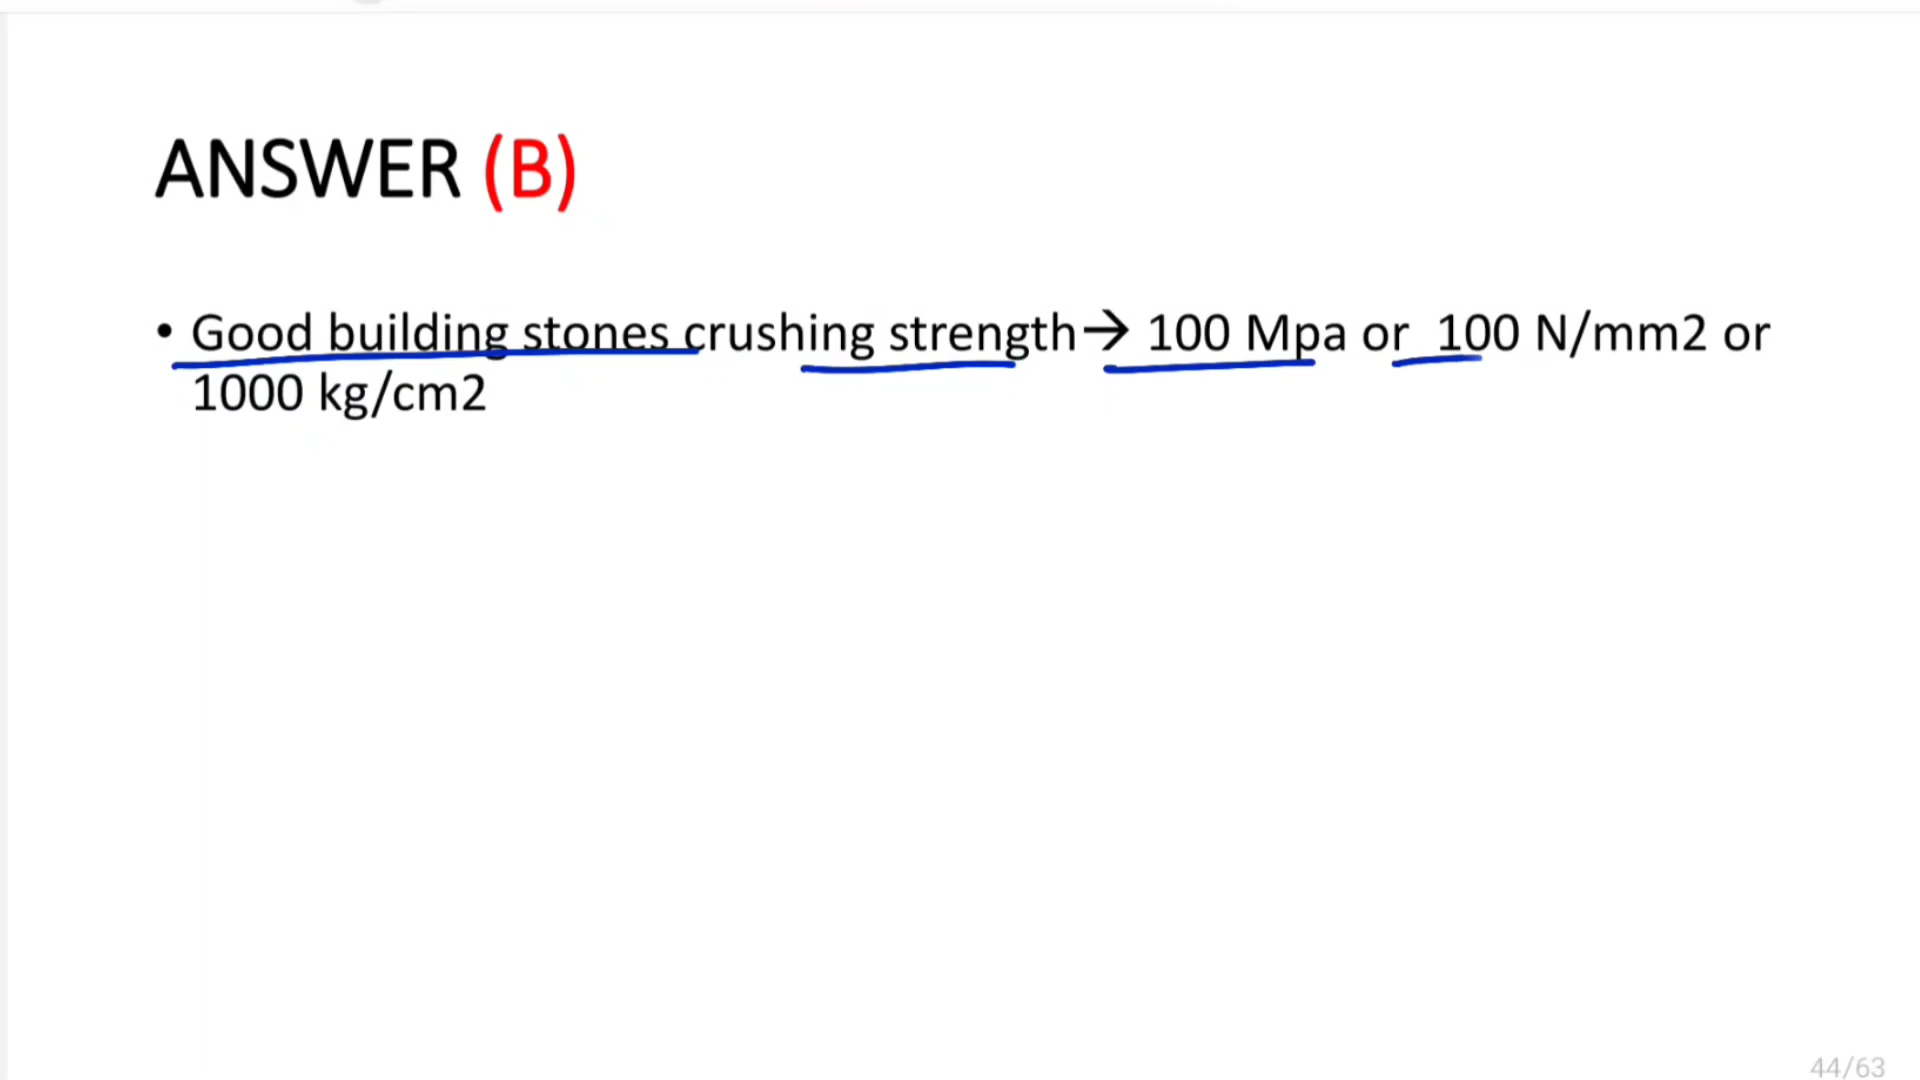 ANSWER (B)
• Good building stones crushing strength→ 100 Mpa or 100 N/mm2 or
1000 kg/cm2
44/63